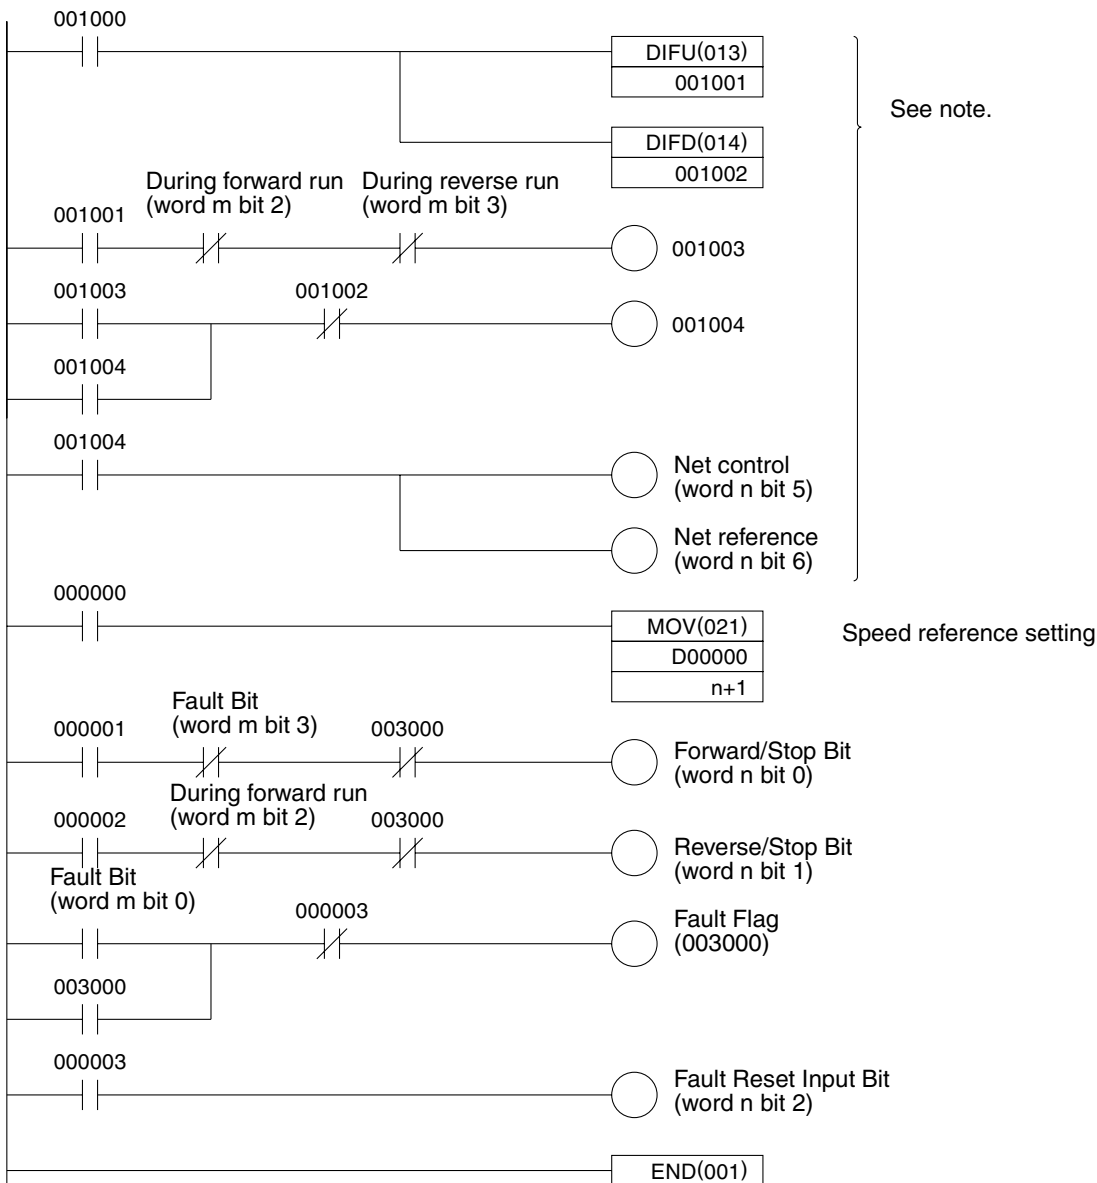 001000
DIFU(013)
001001
See note.
DIFD(014)
001002
During forward run
(word m bit 2)
During reverse run
(word m bit 3)
001001
001003
001003
001002
001004
001004
001004
Net control
(word n bit 5)
Net reference
(word n bit 6)
000000
MOV(021)
D00000
n+1
Speed reference setting
000001
Fault Bit
(word m bit 3)
003000
Forward/Stop Bit
(word n bit 0)
000002
During forward run
(word m bit 2)
003000
Reverse/Stop Bit
(word n bit 1)
Fault Bit
(word m bit 0)
000003
Fault Flag
(003000)
003000
000003
Fault Reset Input Bit
(word n bit 2)
END(001)